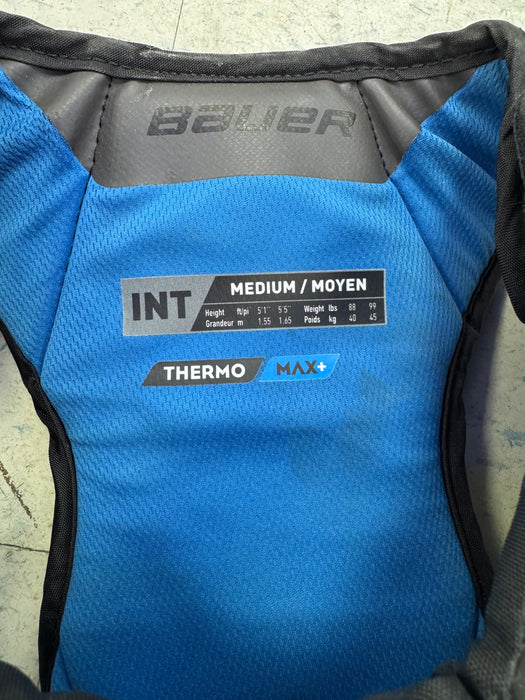 BAUER
INT
MEDIUM / MOYEN
Height ft/pi 5'1" 5'5" Weight lbs 88 99
Grandeur m 1.55 1.65 Poids kg 40 45
THERMO MAX+